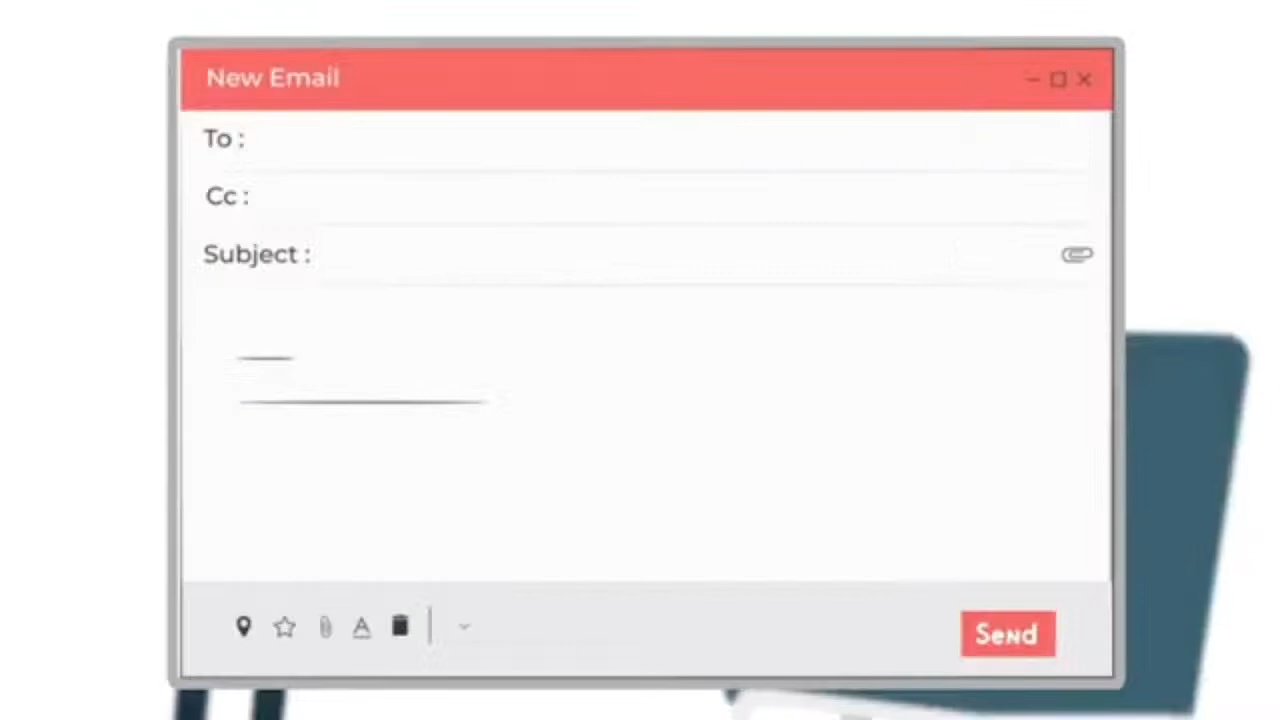 New Email
To :
Cc :
Subject :
A
Send